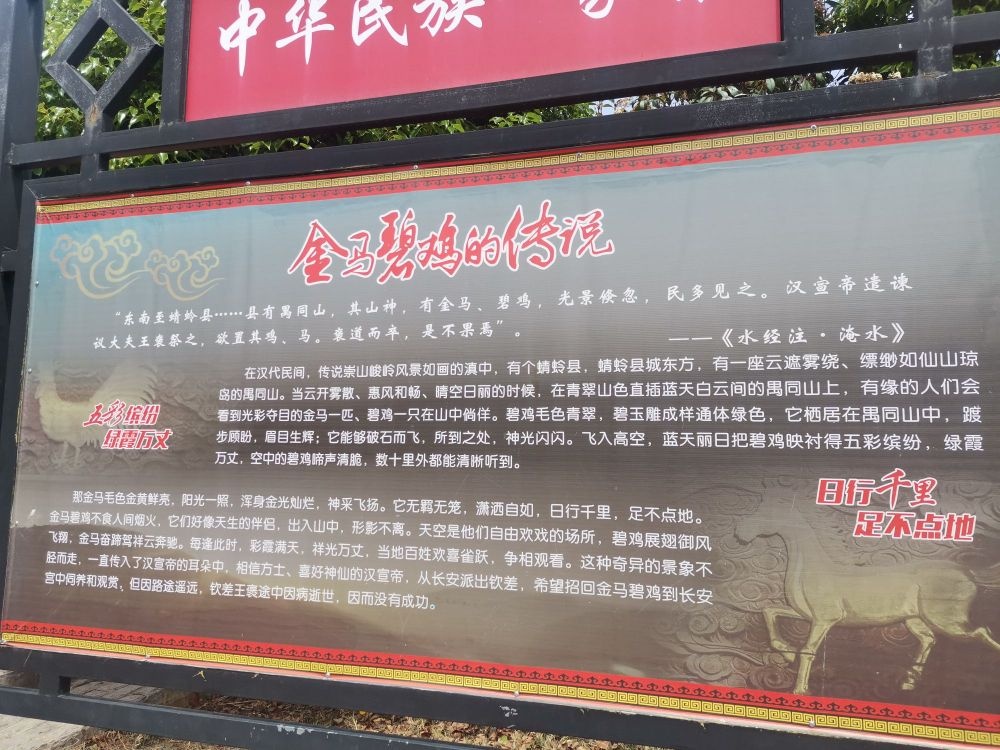 中华民族一家亲
金马碧鸡的传说
“东南至蜻蛉县……县有禺同山，其山神，有金马、碧鸡，光景倏忽，民多见之。汉宣帝遣谏
议大夫王褒祭之，欲置其鸡、马。褒道而卒，是不果焉”。
——《水经注·淹水》
在汉代民间，传说崇山峻岭风景如画的滇中，有个蜻蛉县，蜻蛉县城东方，有一座云遮雾绕、缥缈如仙山琼
岛的禺同山。当云开雾散、惠风和畅、晴空日丽的时候，在青翠山色直插蓝天白云间的禺同山上，有缘的人们会
看到光彩夺目的金马一匹、碧鸡一只在山中倘佯。碧鸡毛色青翠，碧玉雕成样通体绿色，它栖居在禺同山中，踱
步顾盼，眉目生辉；它能够破石而飞，所到之处，神光闪闪。飞入高空，蓝天丽日把碧鸡映衬得五彩缤纷，绿霞
万丈，空中的碧鸡啼声清脆，数十里外都能清晰听到。
五彩缤纷
绿霞万丈
日行千里
足不点地
那金马毛色金黄鲜亮，阳光一照，浑身金光灿烂，神采飞扬。它无羁无笼，潇洒自如，日行千里，足不点地。
金马碧鸡不食人间烟火，它们好像天生的伴侣，出入山中，形影不离。天空是他们自由欢戏的场所，碧鸡展翅御风
飞翔，金马奋蹄驾祥云奔驰。每逢此时，彩霞满天，祥光万丈，当地百姓欢喜雀跃，争相观看。这种奇异的景象不
胫而走，一直传入了汉宣帝的耳朵中，相信方士、喜好神仙的汉宣帝，从长安派出钦差，希望招回金马碧鸡到长安
宫中饲养和观赏。但因路途遥远，钦差王褒途中因病逝世，因而没有成功。